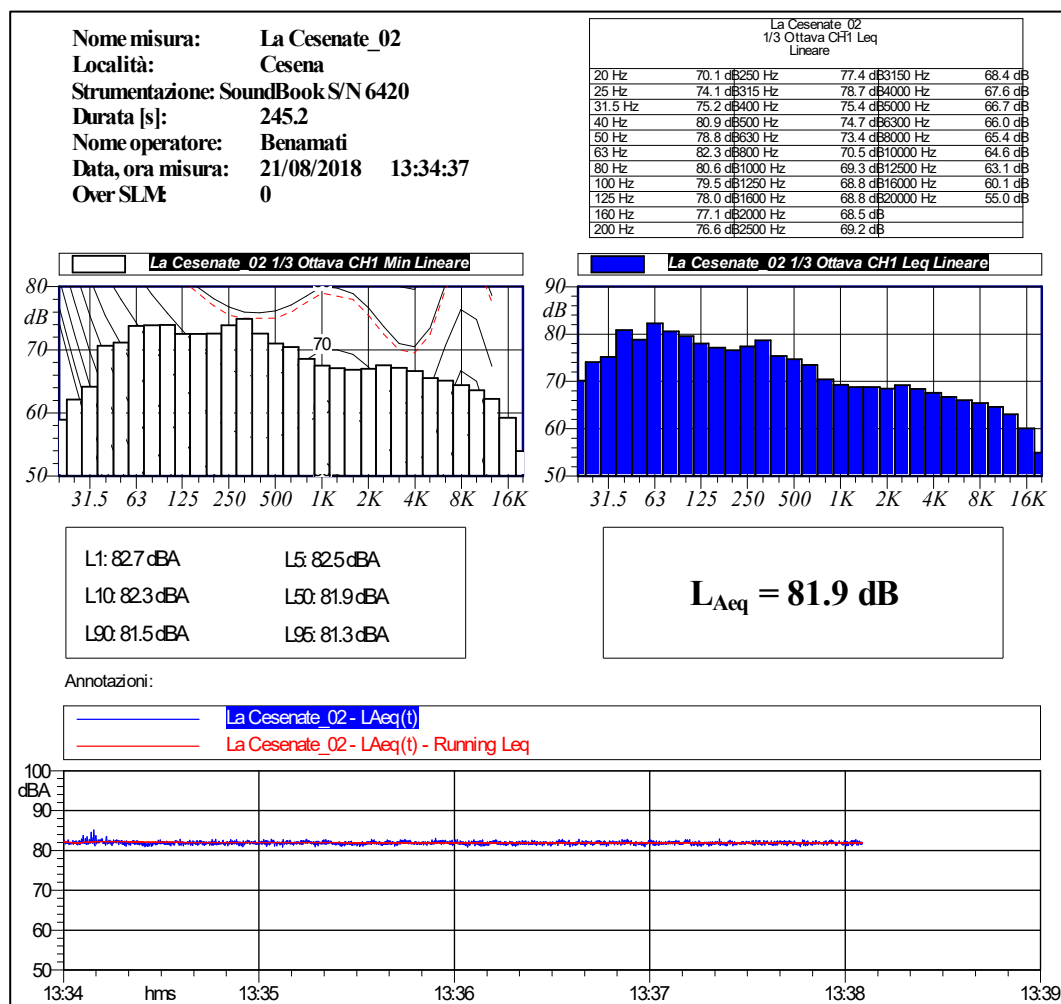 Nome misura: La Cesenate_02
Località: Cesena
Strumentazione: SoundBook S/N 6420
Durata [s]: 245.2
Nome operatore: Benamati
Data, ora misura: 21/08/2018 13:34:37
Over SLM: 0
La Cesenate_02
1/3 Ottava CH1 Leq
Lineare
20 Hz 70.1 dB 250 Hz 77.4 dB 3150 Hz 68.4 dB
25 Hz 74.1 dB 315 Hz 78.7 dB 4000 Hz 67.6 dB
31.5 Hz 75.2 dB 400 Hz 75.4 dB 5000 Hz 66.7 dB
40 Hz 80.9 dB 500 Hz 74.7 dB 6300 Hz 66.0 dB
50 Hz 78.8 dB 630 Hz 73.4 dB 8000 Hz 65.4 dB
63 Hz 82.3 dB 800 Hz 70.5 dB 10000 Hz 64.6 dB
80 Hz 80.6 dB 1000 Hz 69.3 dB 12500 Hz 63.1 dB
100 Hz 79.5 dB 1250 Hz 68.8 dB 16000 Hz 60.1 dB
125 Hz 78.0 dB 1600 Hz 68.8 dB 20000 Hz 55.0 dB
160 Hz 77.1 dB 2000 Hz 68.5 dB
200 Hz 76.6 dB 2500 Hz 69.2 dB
La Cesenate_02 1/3 Ottava CH1 Min Lineare
80
dB
70
60
50
70
31.5 63 125 250 500 1K 2K 4K 8K 16K
La Cesenate_02 1/3 Ottava CH1 Leq Lineare
90
dB
80
70
60
50
31.5 63 125 250 500 1K 2K 4K 8K 16K
L1: 82.7 dBA L5: 82.5 dBA
L10: 82.3 dBA L50: 81.9 dBA
L90: 81.5 dBA L95: 81.3 dBA
LAeq = 81.9 dB
Annotazioni:
La Cesenate_02 - LAeq(t)
La Cesenate_02 - LAeq(t) - Running Leq
100
dBA
90
80
70
60
50
13:34 hms 13:35 13:36 13:37 13:38 13:39